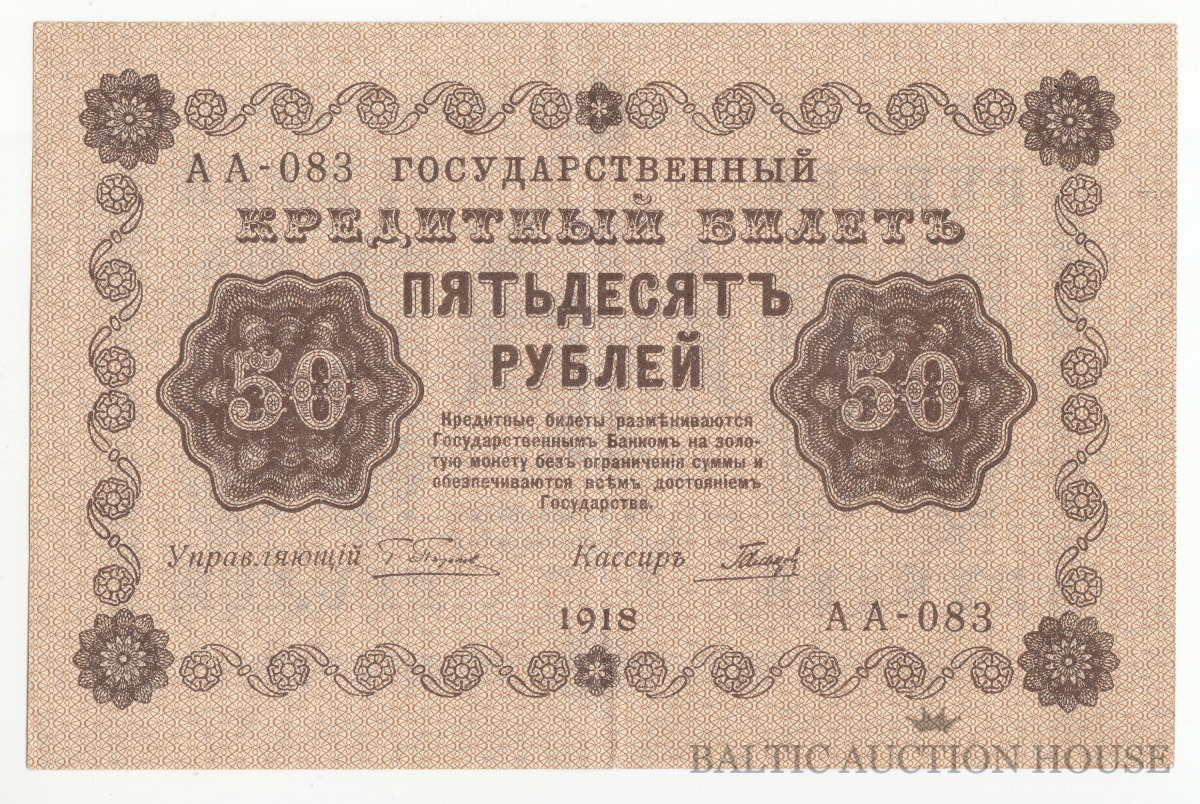 АА-083 ГОСУДАРСТВЕННЫЙ
КРЕДИТНЫЙ БИЛЕТЪ
ПЯТЬДЕСЯТЪ
РУБЛЕЙ
50
50
Кредитные билеты размѣниваются
Государственнымъ Банкомъ на золо-
тую монету безъ ограниченія суммы и
обезпечиваются всѣмъ достояніемъ
Государства.
Управляющій
Кассиръ
1918
АА-083
BALTIC AUCTION HOUSE